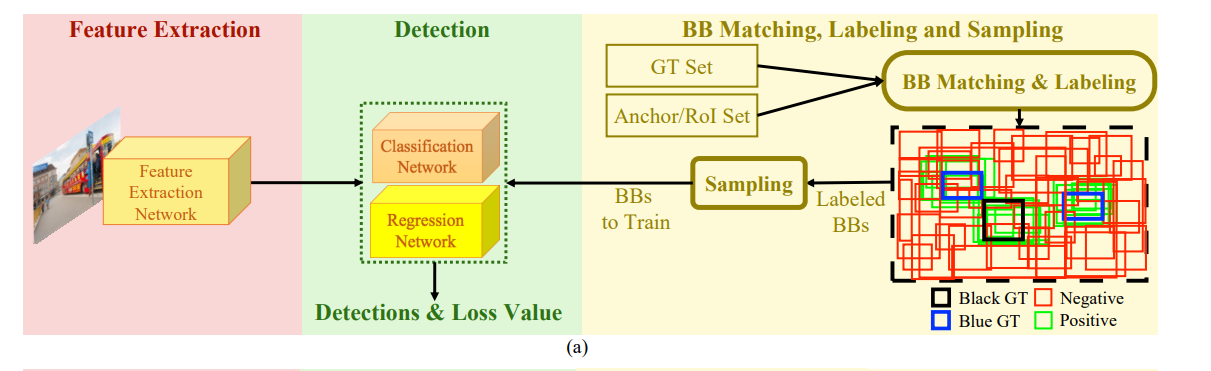 Feature Extraction
Detection
BB Matching, Labeling and Sampling
GT Set
Anchor/RoI Set
BB Matching & Labeling
Feature
Extraction
Network
Classification
Network
Regression
Network
BBs
to Train
Sampling
Labeled
BBs
Detections & Loss Value
Black GT
Negative
Blue GT
Positive
(a)